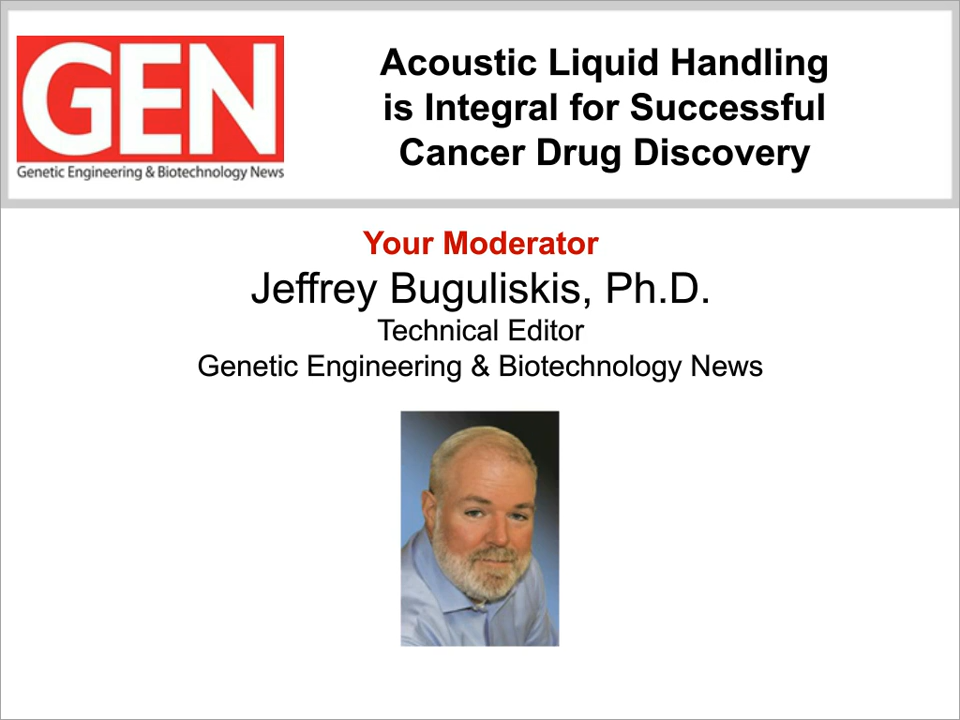 GEN
Genetic Engineering & Biotechnology News
Acoustic Liquid Handling
is Integral for Successful
Cancer Drug Discovery
Your Moderator
Jeffrey Buguliskis, Ph.D.
Technical Editor
Genetic Engineering & Biotechnology News